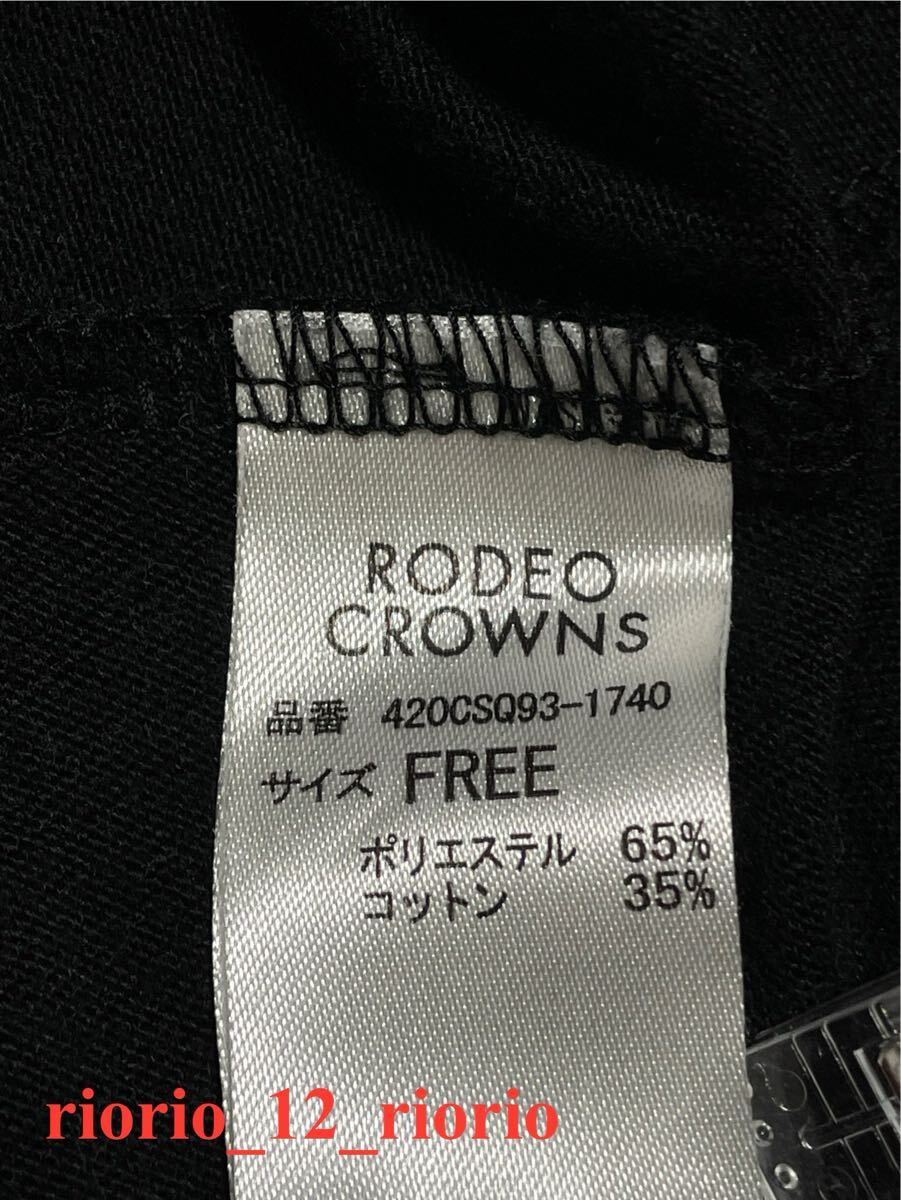 RODEO
CROWNS
品番 420CSQ93-1740
サイズ FREE
ポリエステル 65%
コットン 35%
riorio_12_riorio